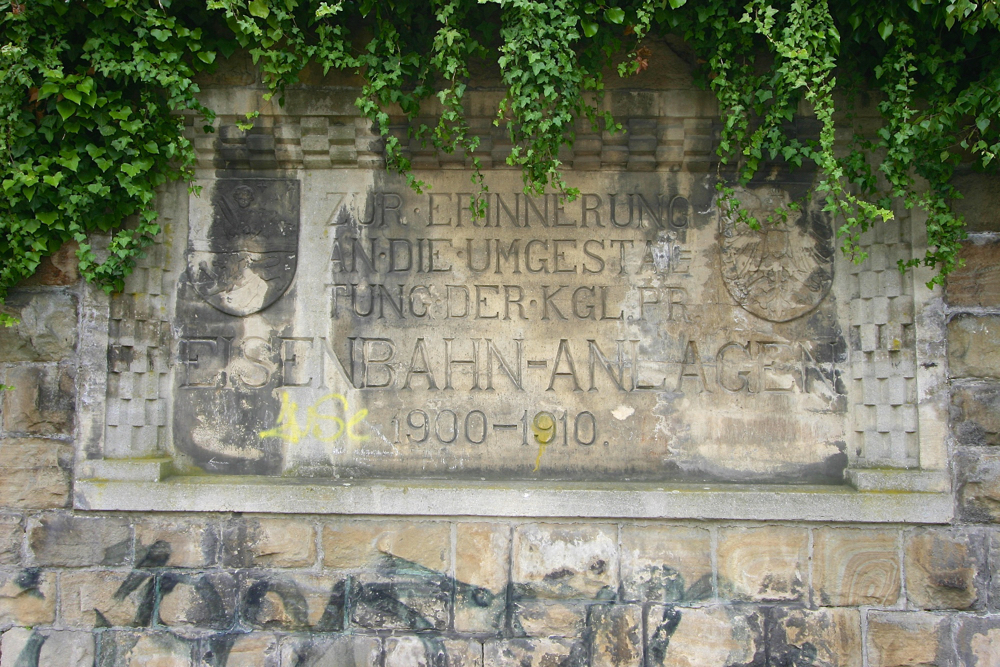 ZUR·ERINNERUNG
AN·DIE·UMGESTAL
TUNG·DER·KGL.PR.
EISENBAHN-ANLAGEN
1900-1910.